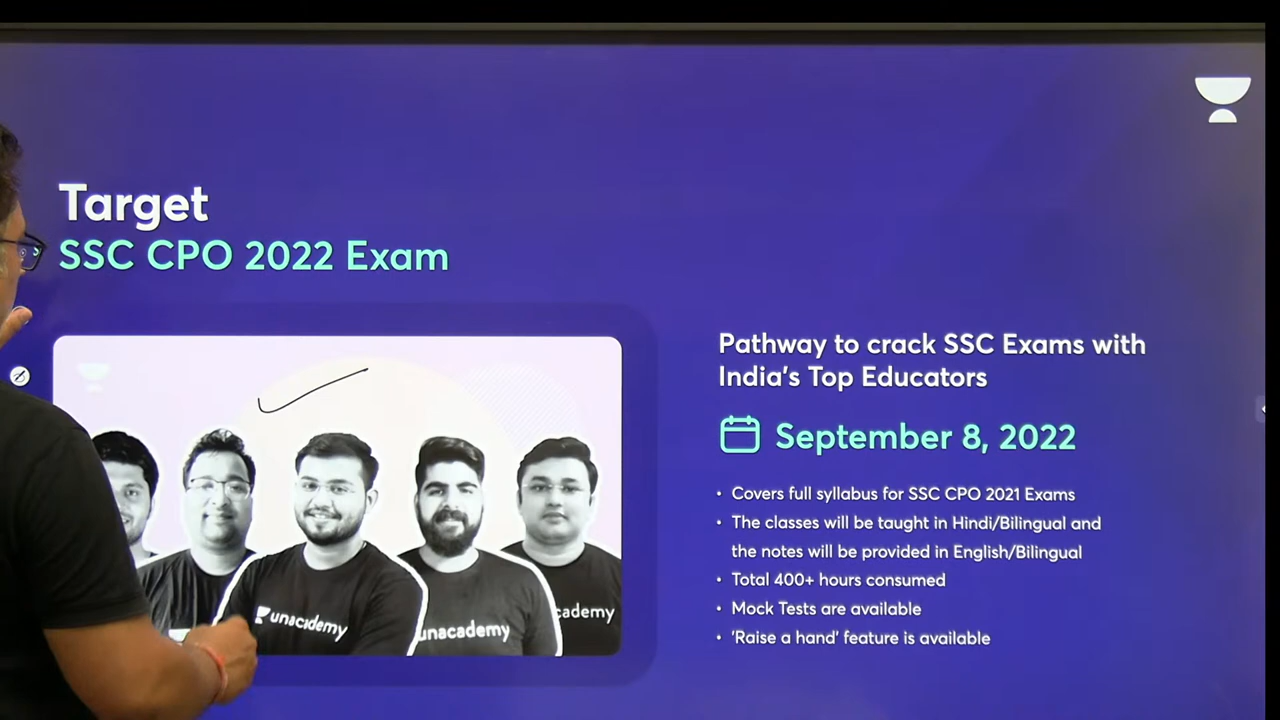 Target
SSC CPO 2022 Exam
Pathway to crack SSC Exams with
India's Top Educators
September 8, 2022
• Covers full syllabus for SSC CPO 2021 Exams
• The classes will be taught in Hindi/Bilingual and
the notes will be provided in English/Bilingual
• Total 400+ hours consumed
• Mock Tests are available
• 'Raise a hand' feature is available
unacademy
unacademy
cademy